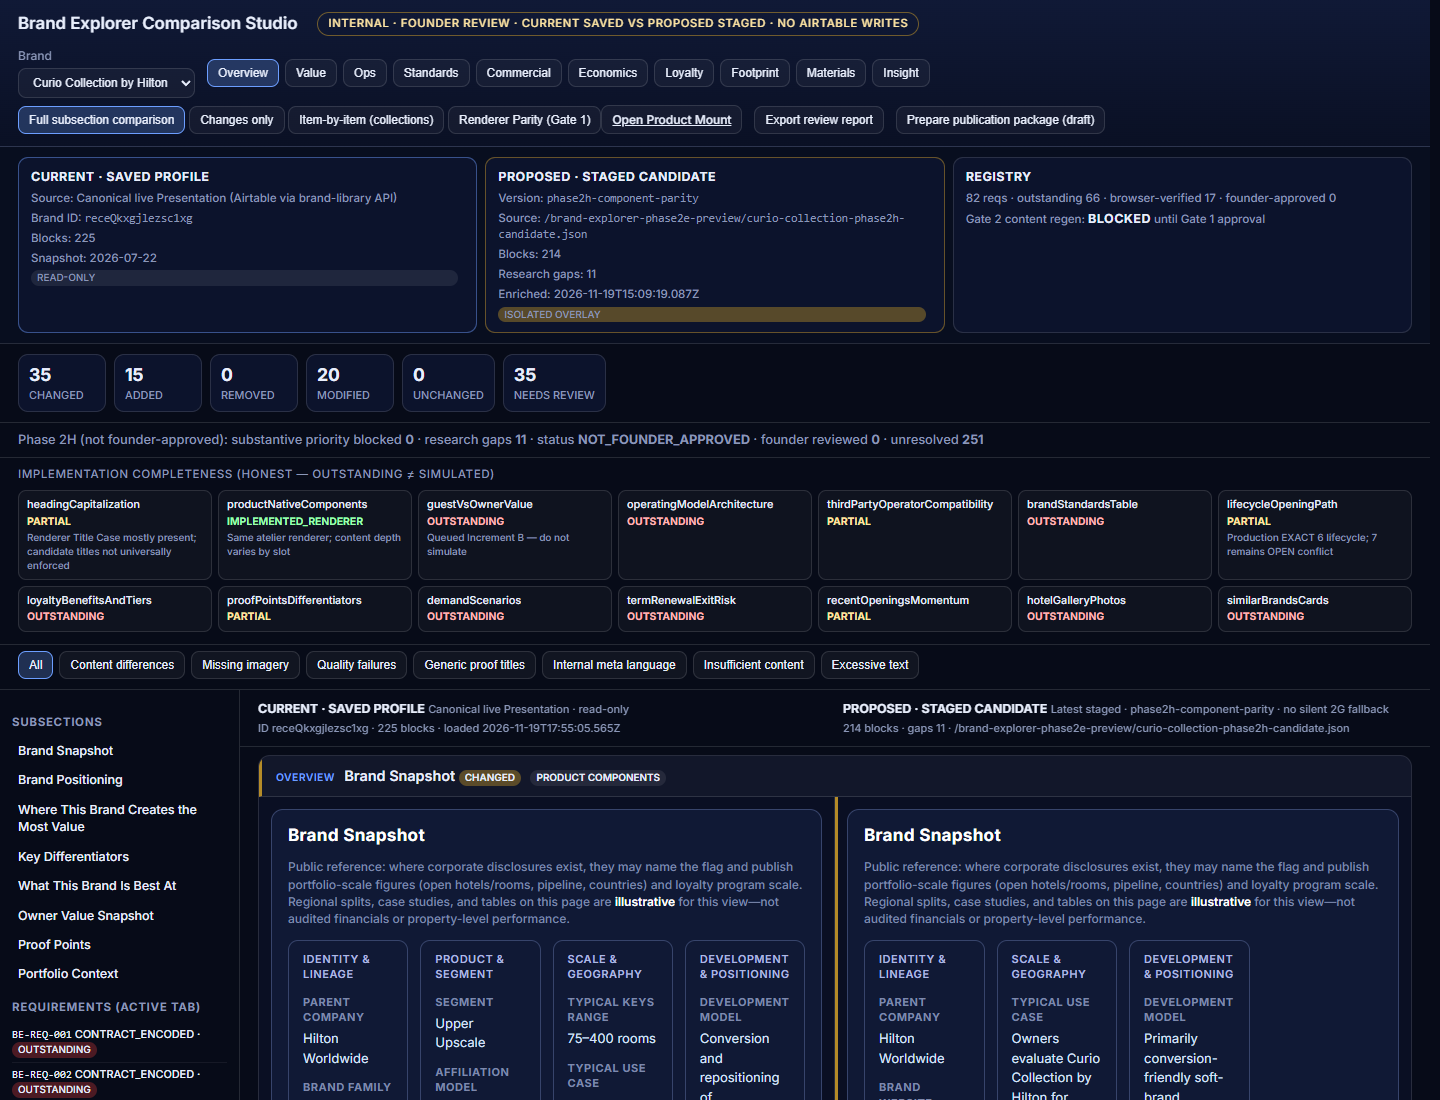 Brand Explorer Comparison Studio
INTERNAL · FOUNDER REVIEW · CURRENT SAVED VS PROPOSED STAGED · NO AIRTABLE WRITES
Brand
Curio Collection by Hilton
Overview
Value
Ops
Standards
Commercial
Economics
Loyalty
Footprint
Materials
Insight
Full subsection comparison
Changes only
Item-by-item (collections)
Renderer Parity (Gate 1)
Open Product Mount
Export review report
Prepare publication package (draft)
CURRENT · SAVED PROFILE
Source: Canonical live Presentation (Airtable via brand-library API)
Brand ID: receQkxgjlezsc1xg
Blocks: 225
Snapshot: 2026-07-22
READ-ONLY
PROPOSED · STAGED CANDIDATE
Version: phase2h-component-parity
Source: /brand-explorer-phase2e-preview/curio-collection-phase2h-
candidate.json
Blocks: 214
Research gaps: 11
Enriched: 2026-11-19T15:09:19.087Z
ISOLATED OVERLAY
REGISTRY
82 reqs · outstanding 66 · browser-verified 17 · founder-approved 0
Gate 2 content regen: BLOCKED until Gate 1 approval
35
CHANGED
15
ADDED
0
REMOVED
20
MODIFIED
0
UNCHANGED
35
NEEDS REVIEW
Phase 2H (not founder-approved): substantive priority blocked 0 · research gaps 11 · status NOT_FOUNDER_APPROVED · founder reviewed 0 · unresolved 251
IMPLEMENTATION COMPLETENESS (HONEST — OUTSTANDING ≠ SIMULATED)
headingCapitalization
PARTIAL
Renderer Title Case mostly present;
candidate titles not universally
enforced
productNativeComponents
IMPLEMENTED_RENDERER
Same atelier renderer; content depth
varies by slot
guestVsOwnerValue
OUTSTANDING
Queued Increment B — do not
simulate
operatingModelArchitecture
OUTSTANDING
thirdPartyOperatorCompatibility
PARTIAL
brandStandardsTable
OUTSTANDING
lifecycleOpeningPath
PARTIAL
Production EXACT 6 lifecycle; 7
remains OPEN conflict
loyaltyBenefitsAndTiers
OUTSTANDING
proofPointsDifferentiators
PARTIAL
demandScenarios
OUTSTANDING
termRenewalExitRisk
OUTSTANDING
recentOpeningsMomentum
PARTIAL
hotelGalleryPhotos
OUTSTANDING
similarBrandsCards
OUTSTANDING
All
Content differences
Missing imagery
Quality failures
Generic proof titles
Internal meta language
Insufficient content
Excessive text
SUBSECTIONS
Brand Snapshot
Brand Positioning
Where This Brand Creates the
Most Value
Key Differentiators
What This Brand Is Best At
Owner Value Snapshot
Proof Points
Portfolio Context
REQUIREMENTS (ACTIVE TAB)
BE-REQ-001 CONTRACT_ENCODED ·
OUTSTANDING
BE-REQ-002 CONTRACT_ENCODED ·
OUTSTANDING
CURRENT · SAVED PROFILE Canonical live Presentation · read-only
ID receQkxgjlezsc1xg · 225 blocks · loaded 2026-11-19T17:55:05.565Z
PROPOSED · STAGED CANDIDATE Latest staged · phase2h-component-parity · no silent 2G fallback
214 blocks · gaps 11 · /brand-explorer-phase2e-preview/curio-collection-phase2h-candidate.json
OVERVIEW Brand Snapshot CHANGED PRODUCT COMPONENTS
Brand Snapshot
Public reference: where corporate disclosures exist, they may name the flag and publish
portfolio-scale figures (open hotels/rooms, pipeline, countries) and loyalty program scale.
Regional splits, case studies, and tables on this page are illustrative for this view—not
audited financials or property-level performance.
IDENTITY &
LINEAGE
PARENT
COMPANY
Hilton
Worldwide
BRAND FAMILY
PRODUCT &
SEGMENT
SEGMENT
Upper
Upscale
AFFILIATION
MODEL
SCALE &
GEOGRAPHY
TYPICAL KEYS
RANGE
75–400 rooms
TYPICAL USE
CASE
DEVELOPMENT
& POSITIONING
DEVELOPMENT
MODEL
Conversion
and
repositioning
of
Brand Snapshot
Public reference: where corporate disclosures exist, they may name the flag and publish
portfolio-scale figures (open hotels/rooms, pipeline, countries) and loyalty program scale.
Regional splits, case studies, and tables on this page are illustrative for this view—not
audited financials or property-level performance.
IDENTITY &
LINEAGE
PARENT
COMPANY
Hilton
Worldwide
BRAND
WEBSITE
SCALE &
GEOGRAPHY
TYPICAL USE
CASE
Owners
evaluate Curio
Collection by
Hilton for
DEVELOPMENT
& POSITIONING
DEVELOPMENT
MODEL
Primarily
conversion-
friendly soft-
brand